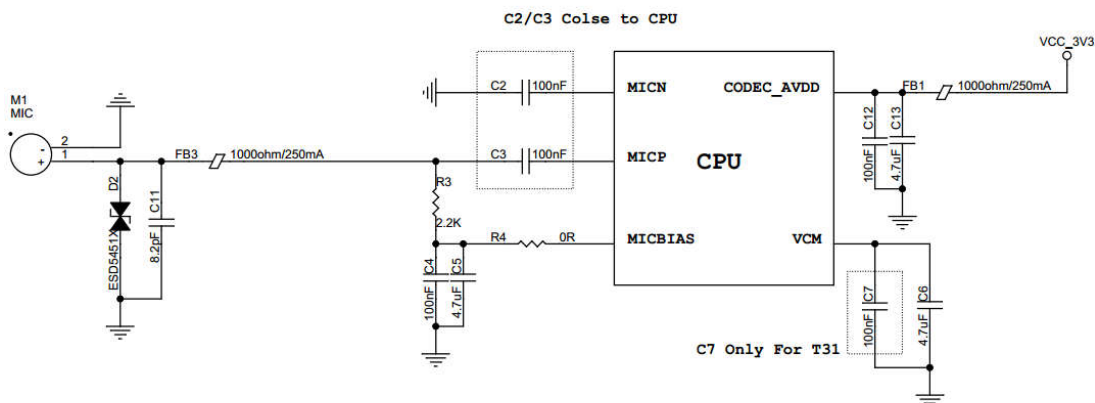 C2/C3 Colse to CPU
VCC_3V3
M1
MIC
2
1
-
+
D2
ESD5451X
C11
8.2pF
FB3
1000ohm/250mA
C2
100nF
C3
100nF
R3
2.2K
R4
0R
C4
100nF
C5
4.7uF
MICN
MICP
MICBIAS
CPU
CODEC_AVDD
VCM
FB1
1000ohm/250mA
C12
100nF
C13
4.7uF
C7
100nF
C6
4.7uF
C7 Only For T31